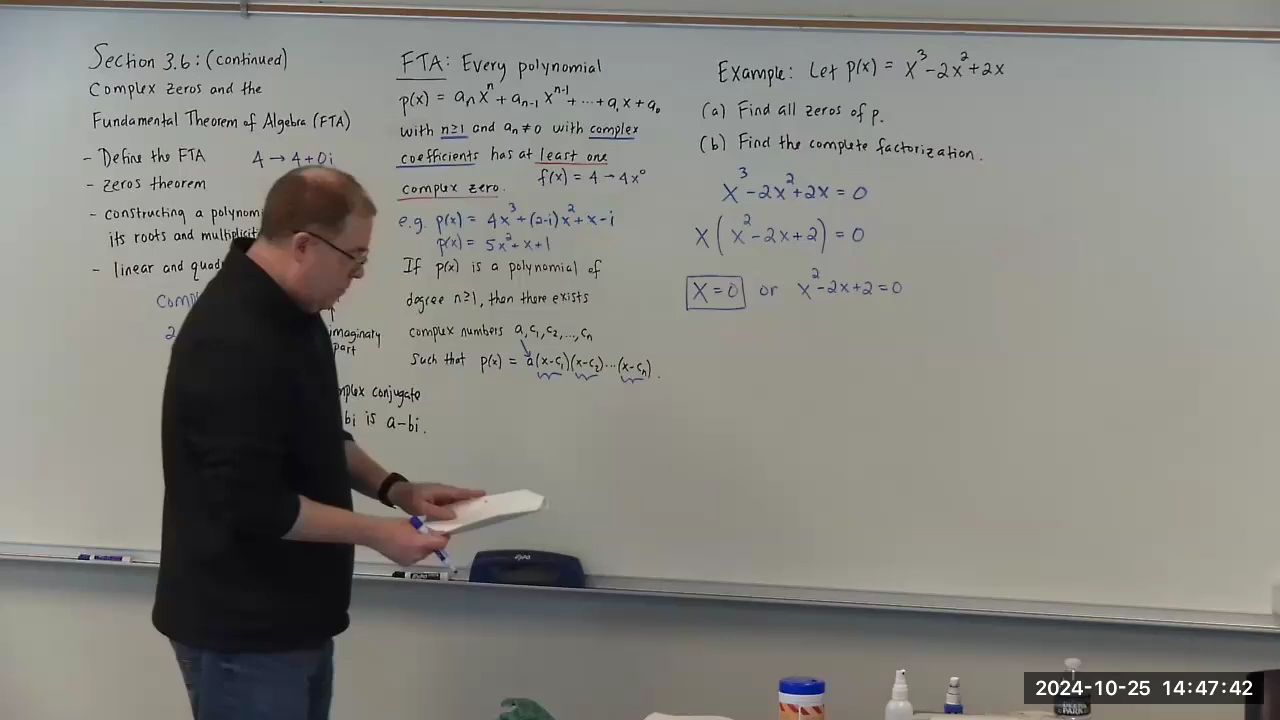 Section 3.6: (continued)
Complex Zeros and the
Fundamental Theorem of Algebra (FTA)
- Define the FTA 4 → 4+0i
- zeros theorem
- constructing a
its roots and
- linear and
imaginary
part
conjugate
bi is a-bi.
FTA: Every polynomial
p(x) = aₙxⁿ + aₙ₋₁xⁿ⁻¹ + ... + a₁x + a₀
with n≥1 and aₙ≠0 with complex
coefficients has at least one
complex zero. f(x) = 4 → 4x⁰
e.g. p(x) = 4x³+(2-i)x²+x-i
p(x) = 5x²+x+1
If p(x) is a polynomial of
degree n≥1, then there exists
complex numbers a, c₁, c₂, ..., cₙ
Such that p(x) = a(x-c₁)(x-c₂)...(x-cₙ).
Example: Let p(x) = x³-2x²+2x
(a) Find all zeros of p.
(b) Find the complete factorization.
x³-2x²+2x = 0
x(x²-2x+2) = 0
x=0 or x²-2x+2=0
expo
2024-10-25 14:47:42